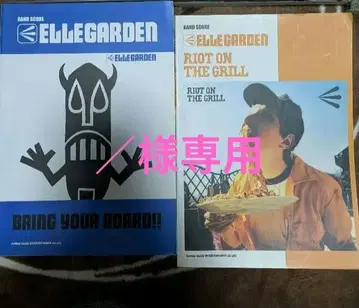 BAND SCORE
ELLEGARDEN
ELLEGARDEN
BRING YOUR BOARD!!
BAND SCORE
ELLEGARDEN
RIOT ON
THE GRILL
RIOT ON
THE GRILL
／様専用